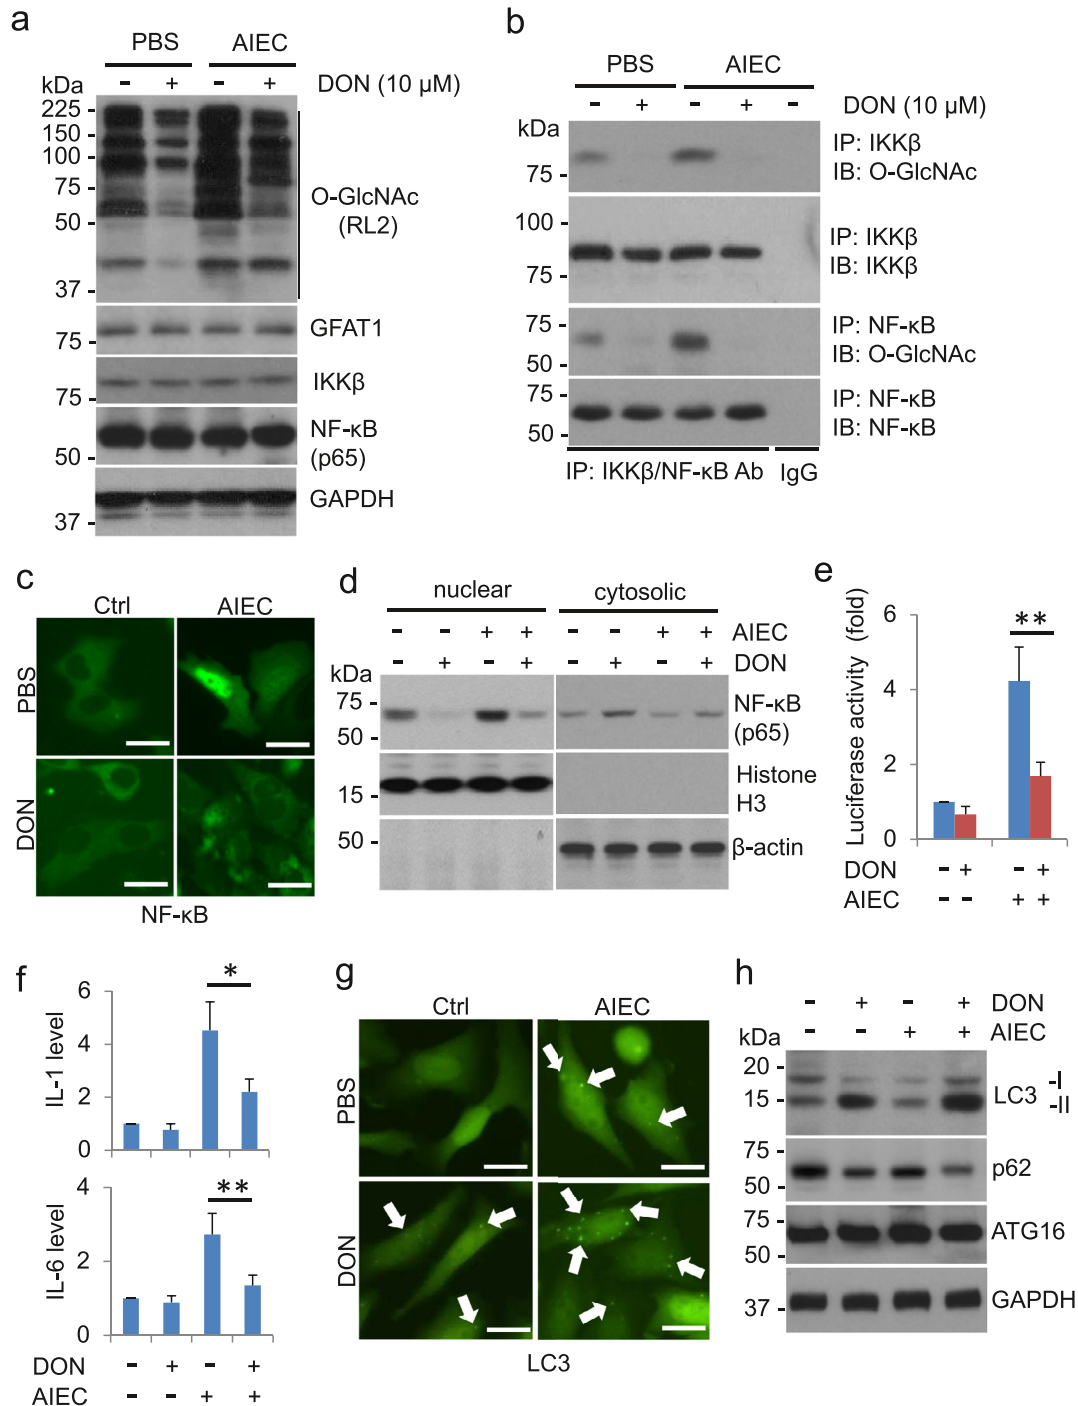 a
PBS AIEC
kDa - + - + DON (10 µM)
225
150
100
75
50
37
O-GlcNAc
(RL2)
75
GFAT1
75
IKKβ
50
NF-κB
(p65)
37
GAPDH
b
PBS AIEC
- + - + - DON (10 µM)
kDa
75
IP: IKKβ
IB: O-GlcNAc
100
75
IP: IKKβ
IB: IKKβ
75
50
IP: NF-κB
IB: O-GlcNAc
75
50
IP: NF-κB
IB: NF-κB
IP: IKKβ/NF-κB Ab IgG
c
Ctrl AIEC
PBS
DON
NF-κB
d
nuclear cytosolic
- - + + - - + + AIEC
- + - + - + - + DON
kDa
75
50
NF-κB
(p65)
15
Histone
H3
50
β-actin
e
Luciferase activity (fold)
6
4
2
0
**
DON - + - +
AIEC - - + +
f
IL-1 level
6
4
2
0
*
IL-6 level
4
2
0
**
DON - + - +
AIEC - - + +
g
Ctrl AIEC
PBS
DON
LC3
h
- + - + DON
- - + + AIEC
kDa
20
15
LC3 -I
-II
75
50
p62
75
50
ATG16
37
GAPDH